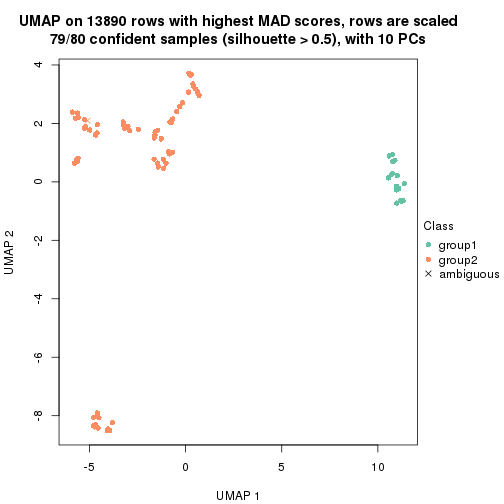 UMAP on 13890 rows with highest MAD scores, rows are scaled
79/80 confident samples (silhouette > 0.5), with 10 PCs
4
2
0
-2
-4
-6
-8
UMAP 2
-5
0
5
10
UMAP 1
Class
group1
group2
ambiguous